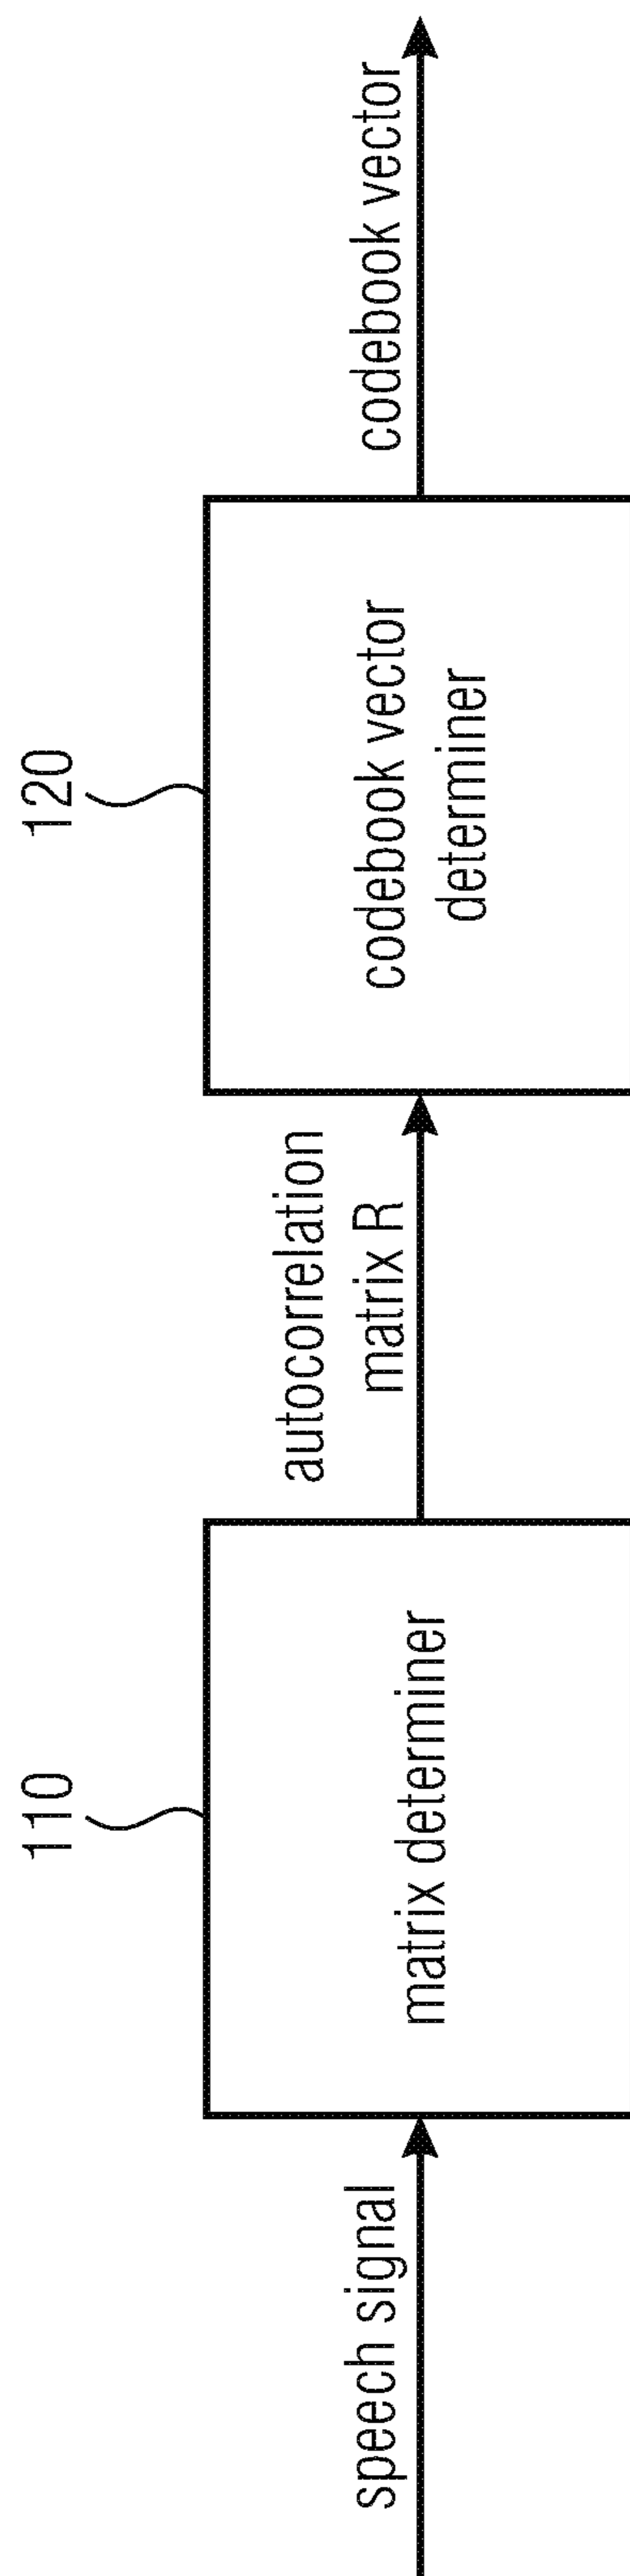 110
120
speech signal
matrix determiner
autocorrelation
matrix R
codebook vector
determiner
codebook vector